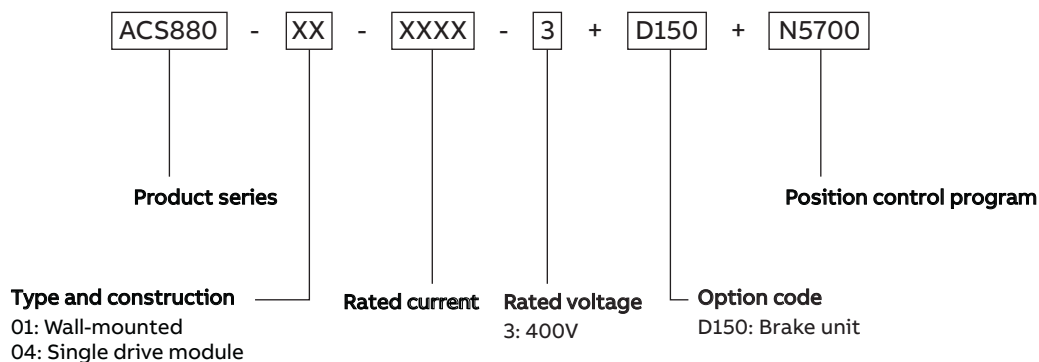 ACS880 - XX - XXXX - 3 + D150 + N5700
Product series
Position control program
Type and construction
01: Wall-mounted
04: Single drive module
Rated current
Rated voltage
3: 400V
Option code
D150: Brake unit